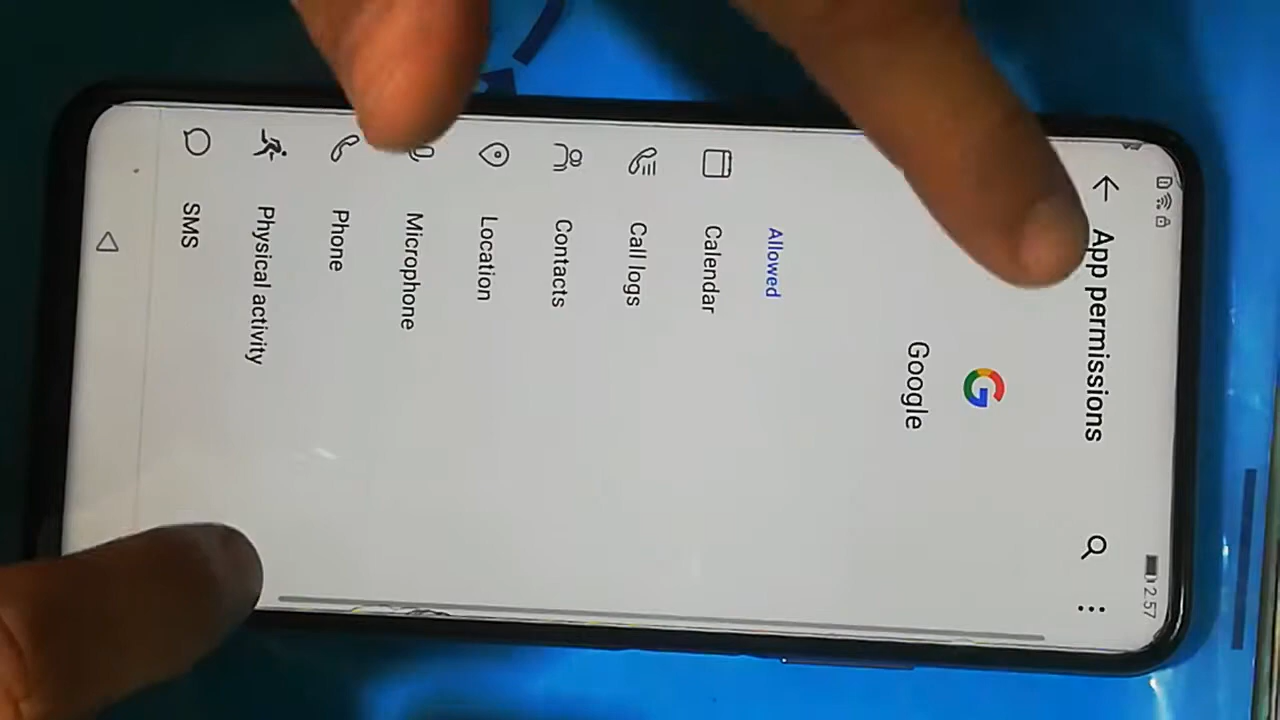 2.57
App permissions
Google
Allowed
Calendar
Call logs
Contacts
Location
Microphone
Phone
Physical activity
SMS